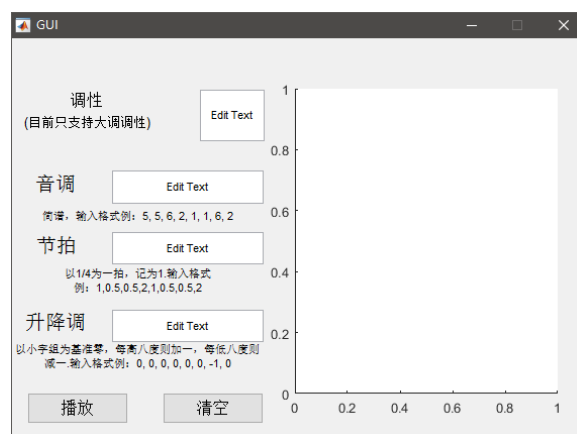 GUI
调性
(目前只支持大调调性)
Edit Text
音调
Edit Text
简谱，输入格式例：5, 5, 6, 2, 1, 1, 6, 2
节拍
Edit Text
以1/4为一拍，记为1.输入格式
例：1,0.5,0.5,2,1,0.5,0.5,2
升降调
Edit Text
以小字组为基准零，每高八度则加一，每低八度则
减一.输入格式例：0, 0, 0, 0, 0, 0, -1, 0
播放
清空
1
0.8
0.6
0.4
0.2
0
0 0.2 0.4 0.6 0.8 1